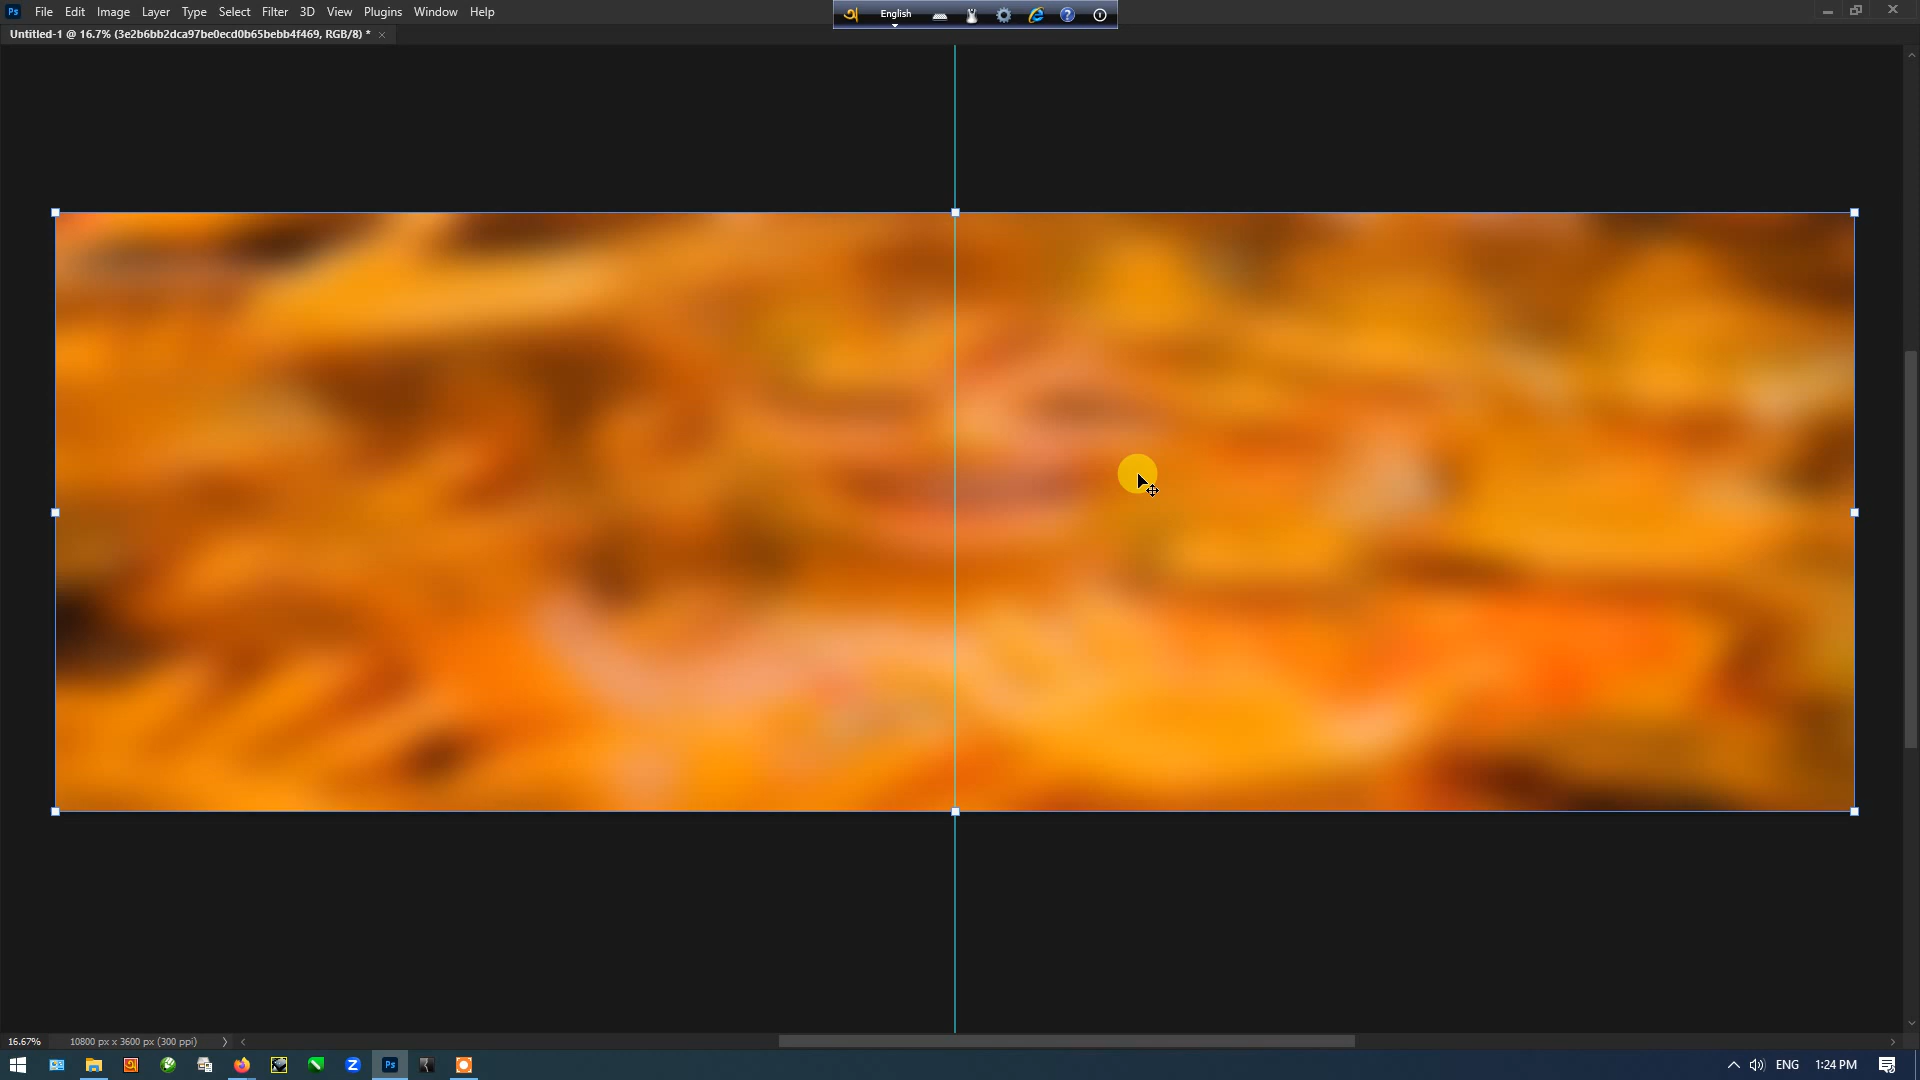 Ps File Edit Image Layer Type Select Filter 3D View Plugins Window Help
অ English
Untitled-1 @ 16.7% (3e2b6bb2dca97be0ecd0b65bebb4f469, RGB/8) *
16.67% 10800 px x 3600 px (300 ppi)
Z Ps ENG 1:24 PM